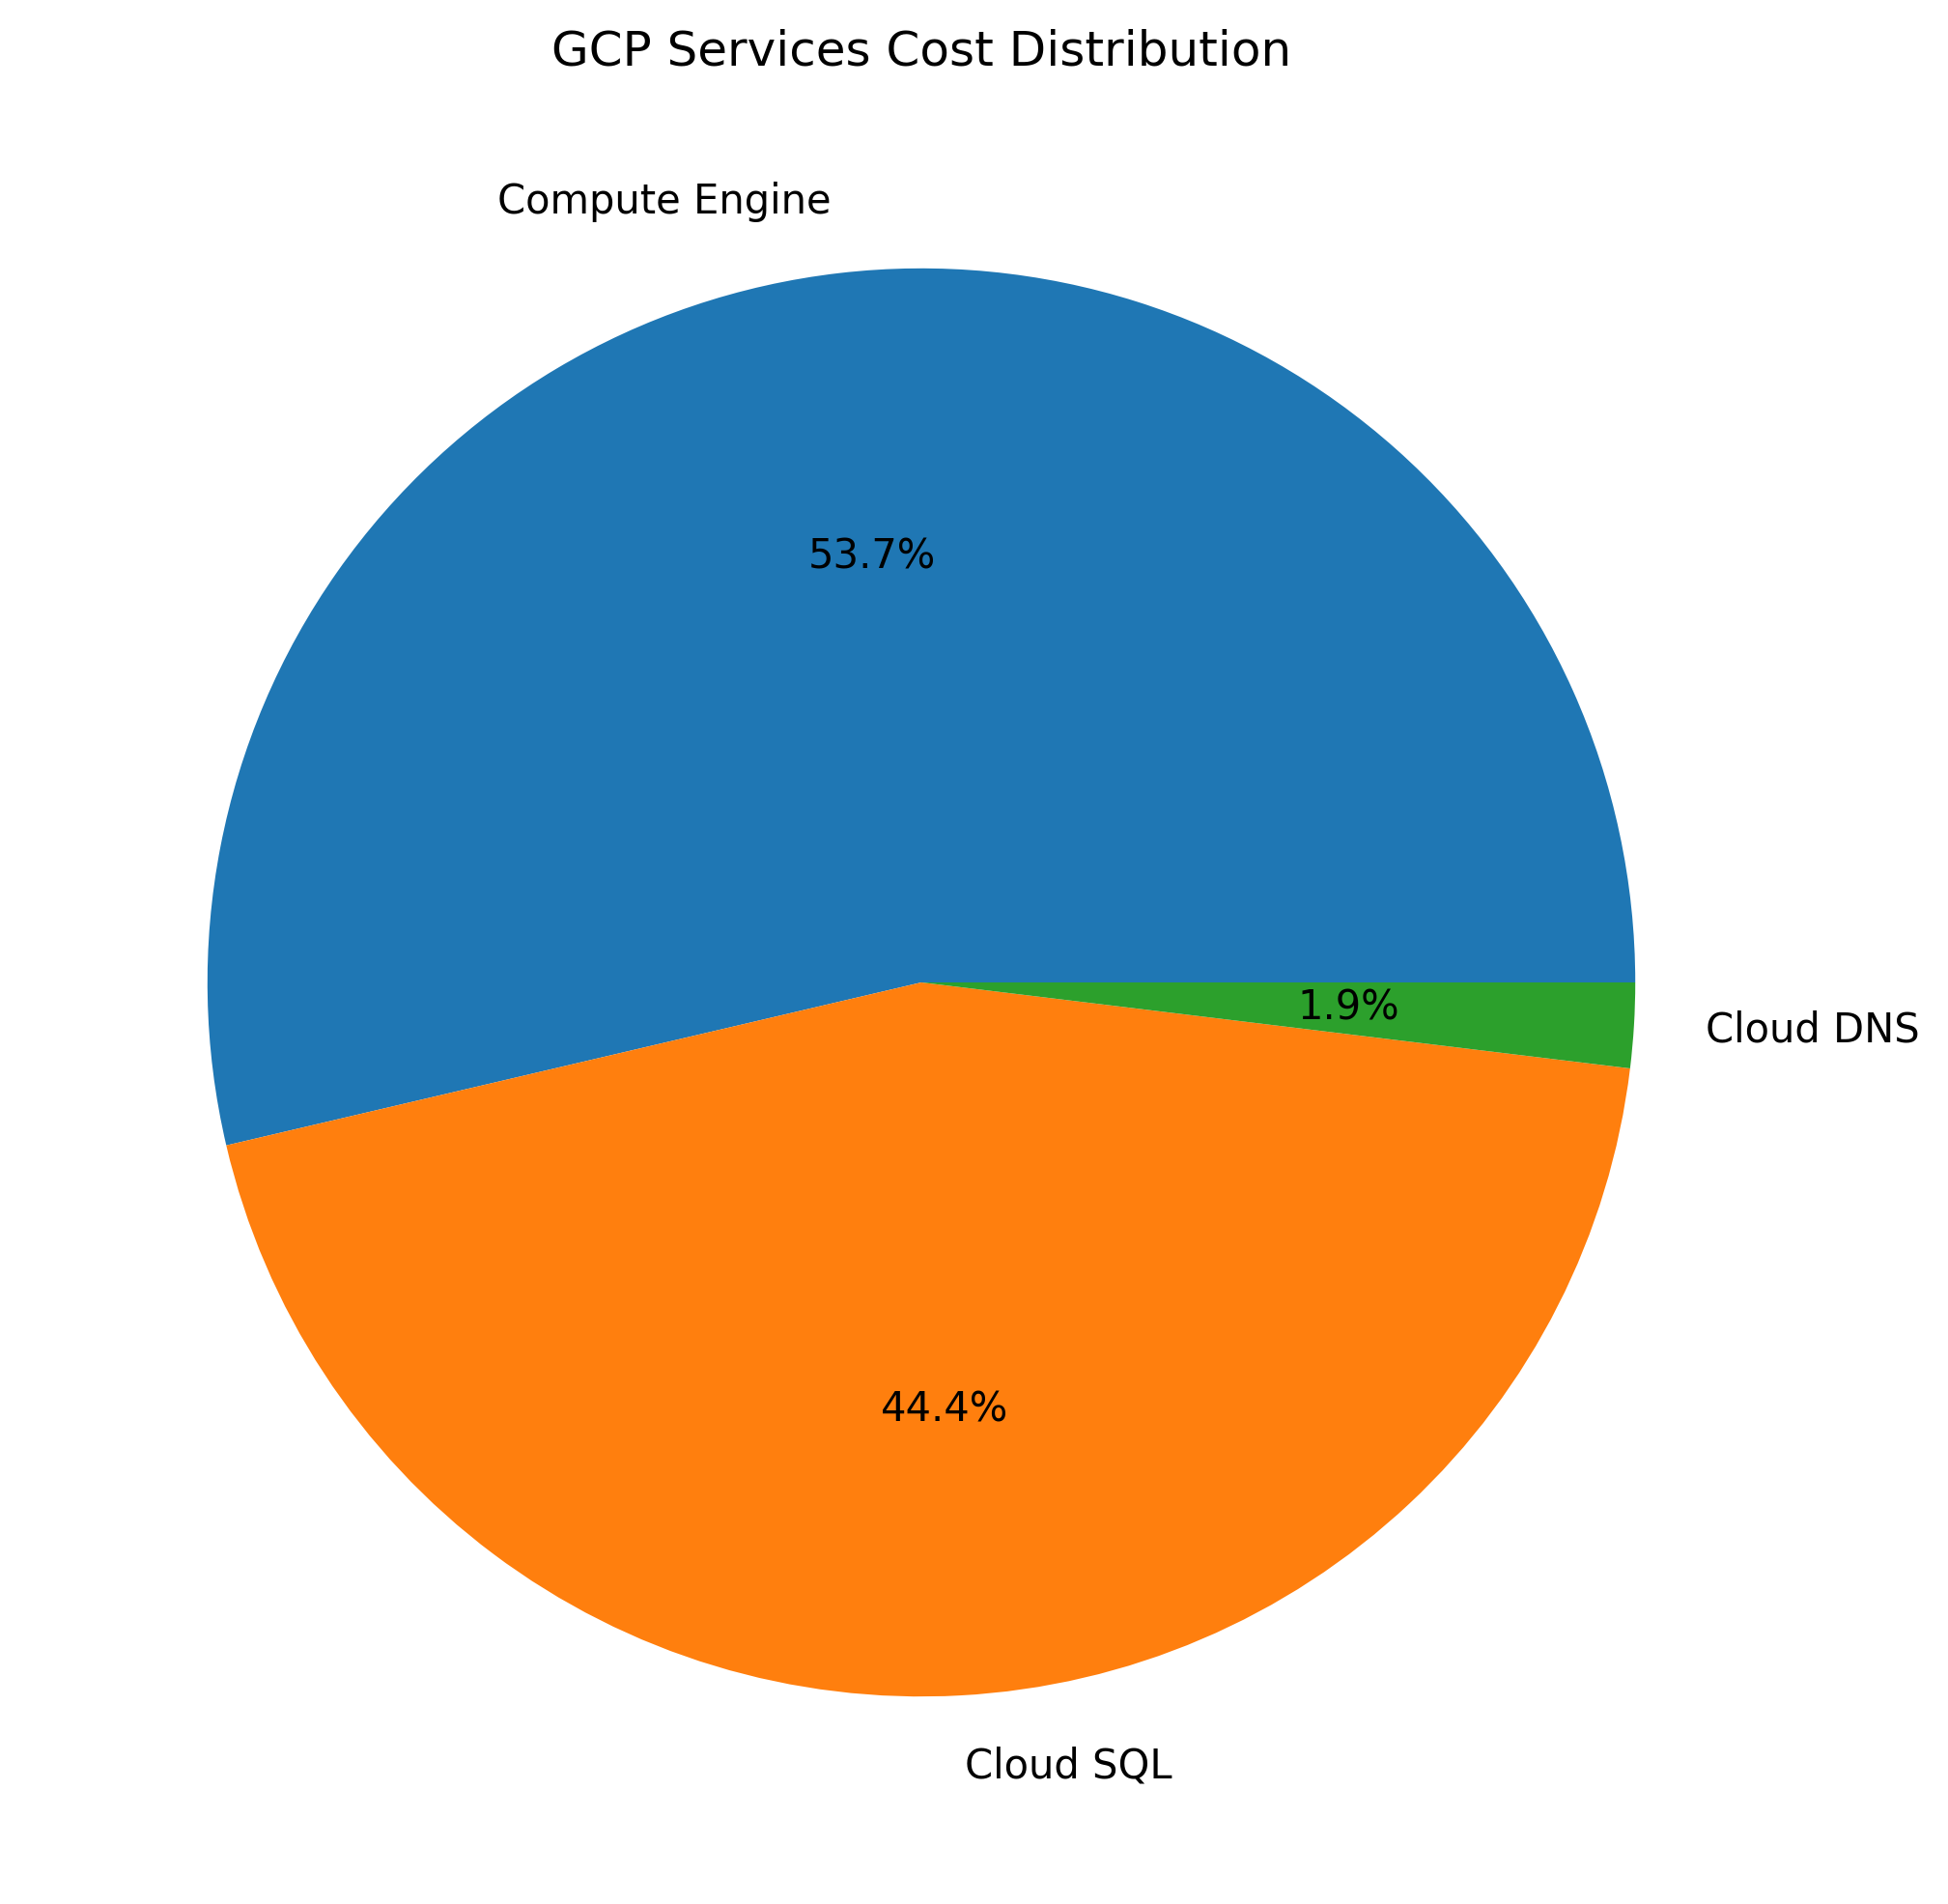 GCP Services Cost Distribution
Compute Engine
53.7%
1.9%
Cloud DNS
44.4%
Cloud SQL